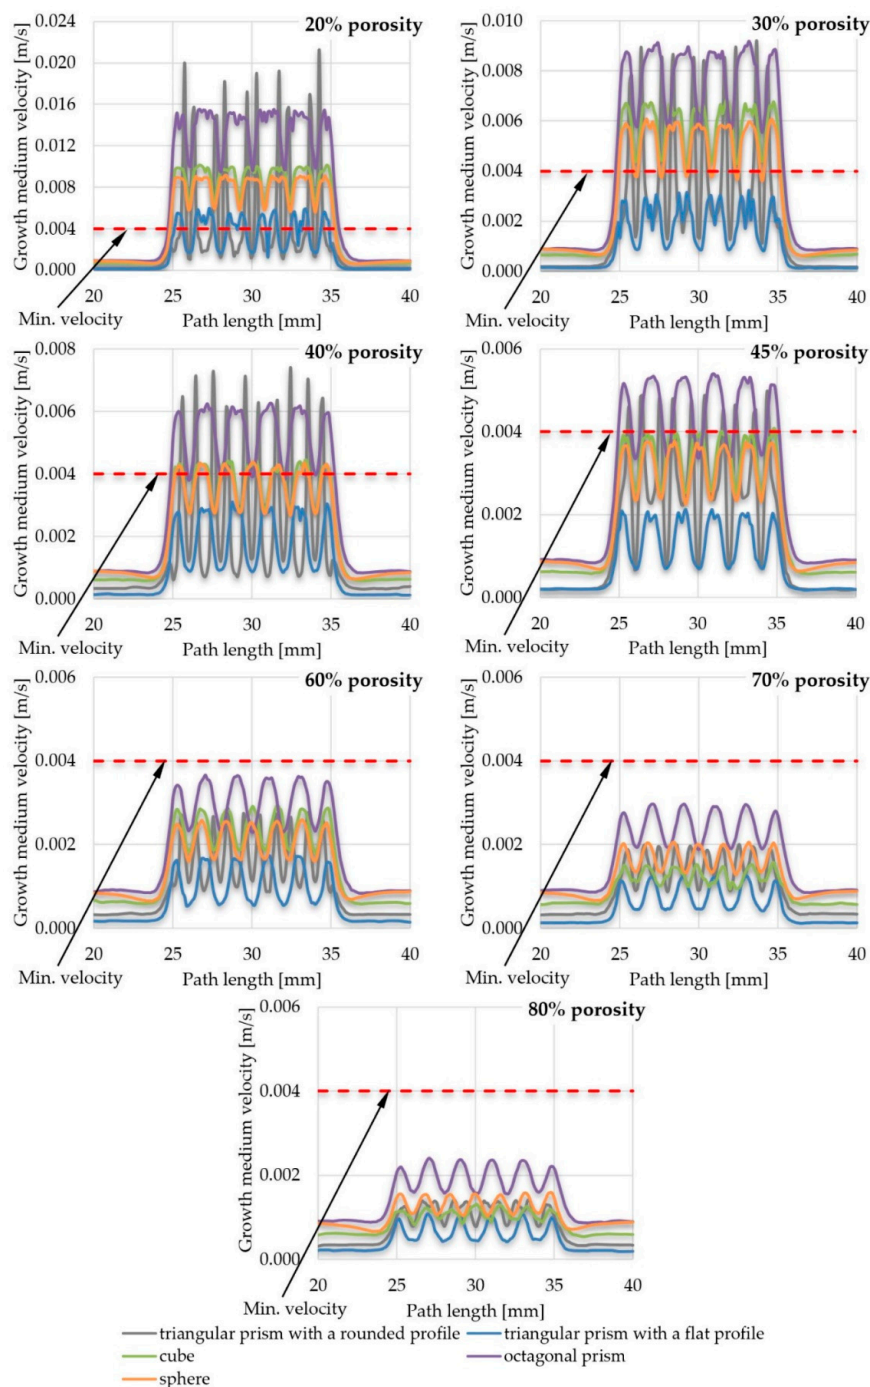 20% porosity
Growth medium velocity [m/s]
0.024
0.020
0.016
0.012
0.008
0.004
0.000
20 25 30 35 40
Min. velocity
Path length [mm]
30% porosity
Growth medium velocity [m/s]
0.010
0.008
0.006
0.004
0.002
0.000
20 25 30 35 40
Min. velocity
Path length [mm]
40% porosity
Growth medium velocity [m/s]
0.008
0.006
0.004
0.002
0.000
20 25 30 35 40
Min. velocity
Path length [mm]
45% porosity
Growth medium velocity [m/s]
0.006
0.004
0.002
0.000
20 25 30 35 40
Min. velocity
Path length [mm]
60% porosity
Growth medium velocity [m/s]
0.006
0.004
0.002
0.000
20 25 30 35 40
Min. velocity
Path length [mm]
70% porosity
Growth medium velocity [m/s]
0.006
0.004
0.002
0.000
20 25 30 35 40
Min. velocity
Path length [mm]
80% porosity
Growth medium velocity [m/s]
0.006
0.004
0.002
0.000
20 25 30 35 40
Min. velocity
Path length [mm]
triangular prism with a rounded profile
triangular prism with a flat profile
cube
octagonal prism
sphere